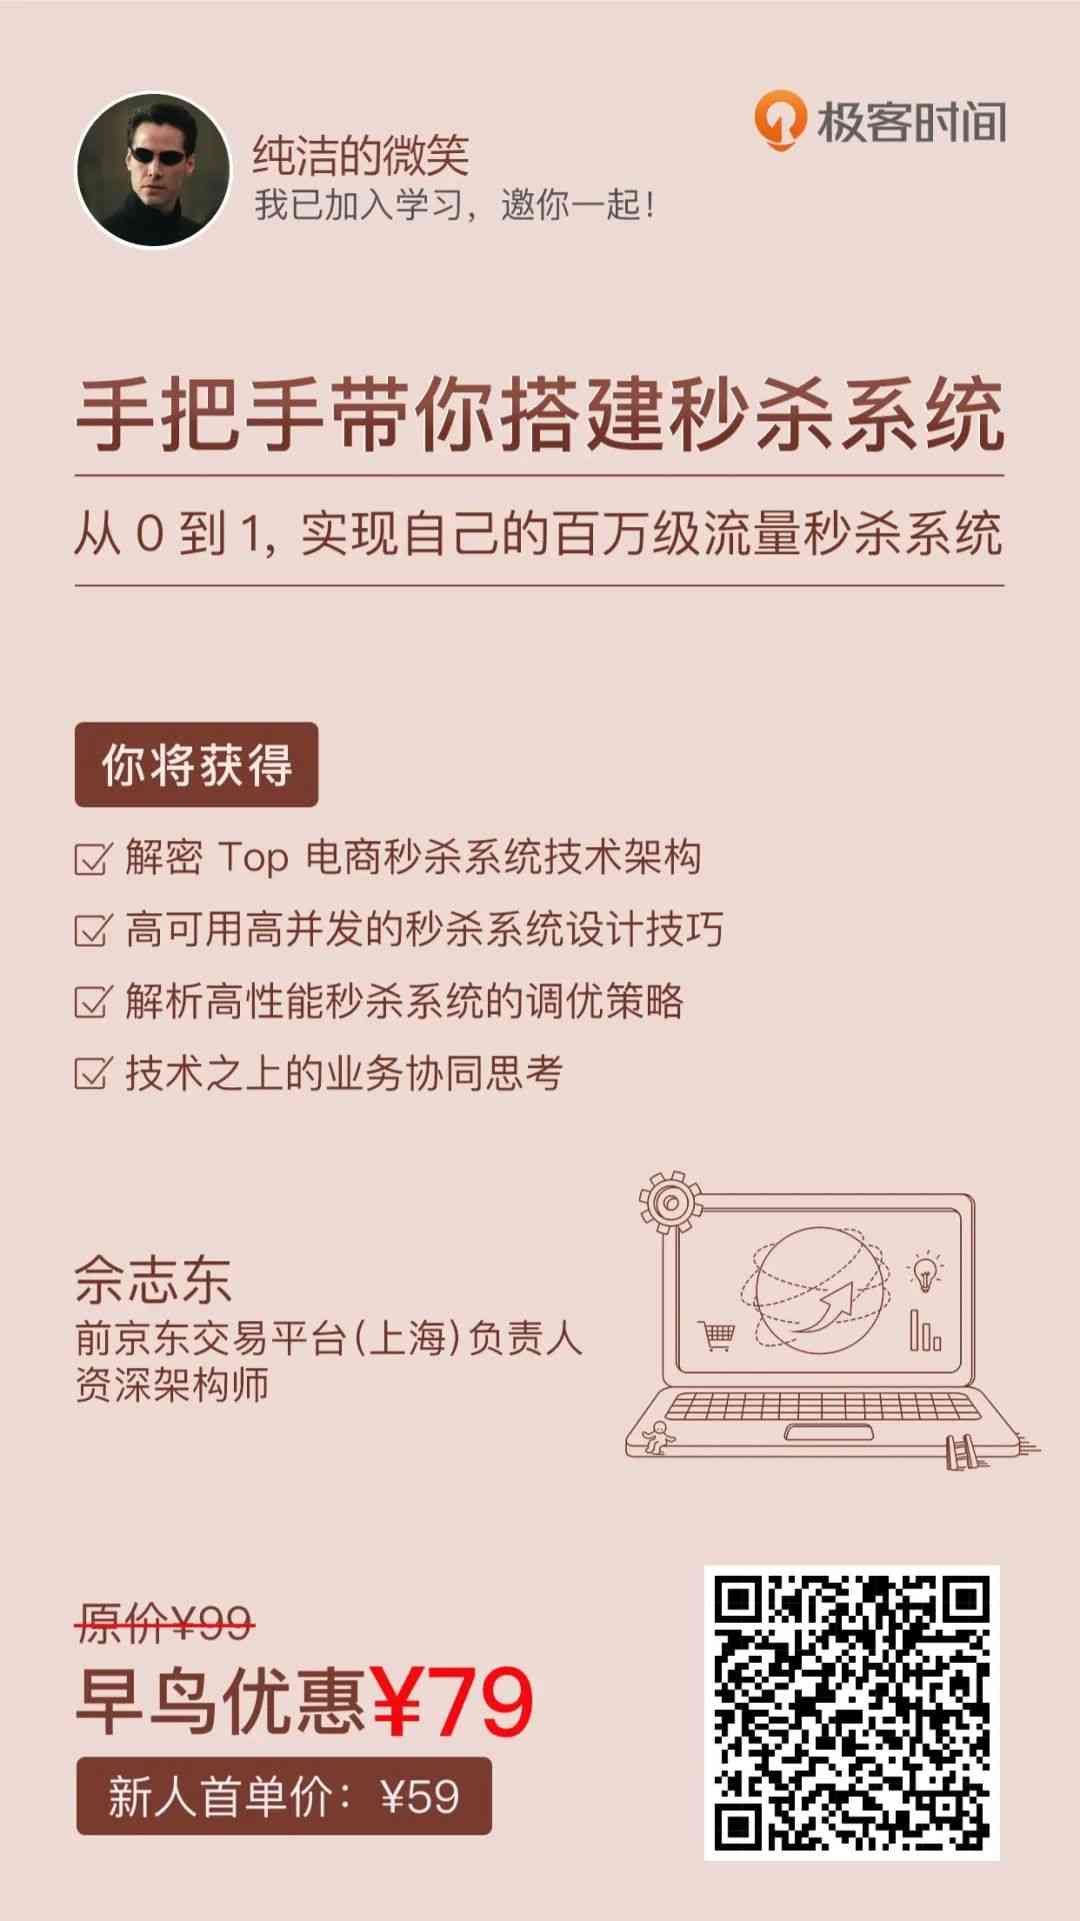 纯洁的微笑
极客时间
我已加入学习，邀你一起！
手把手带你搭建秒杀系统
从 0 到 1, 实现自己的百万级流量秒杀系统
你将获得
解密 Top 电商秒杀系统技术架构
高可用高并发的秒杀系统设计技巧
解析高性能秒杀系统的调优策略
技术之上的业务协同思考
佘志东
前京东交易平台(上海)负责人
资深架构师
原价¥99
早鸟优惠¥79
新人首单价：¥59